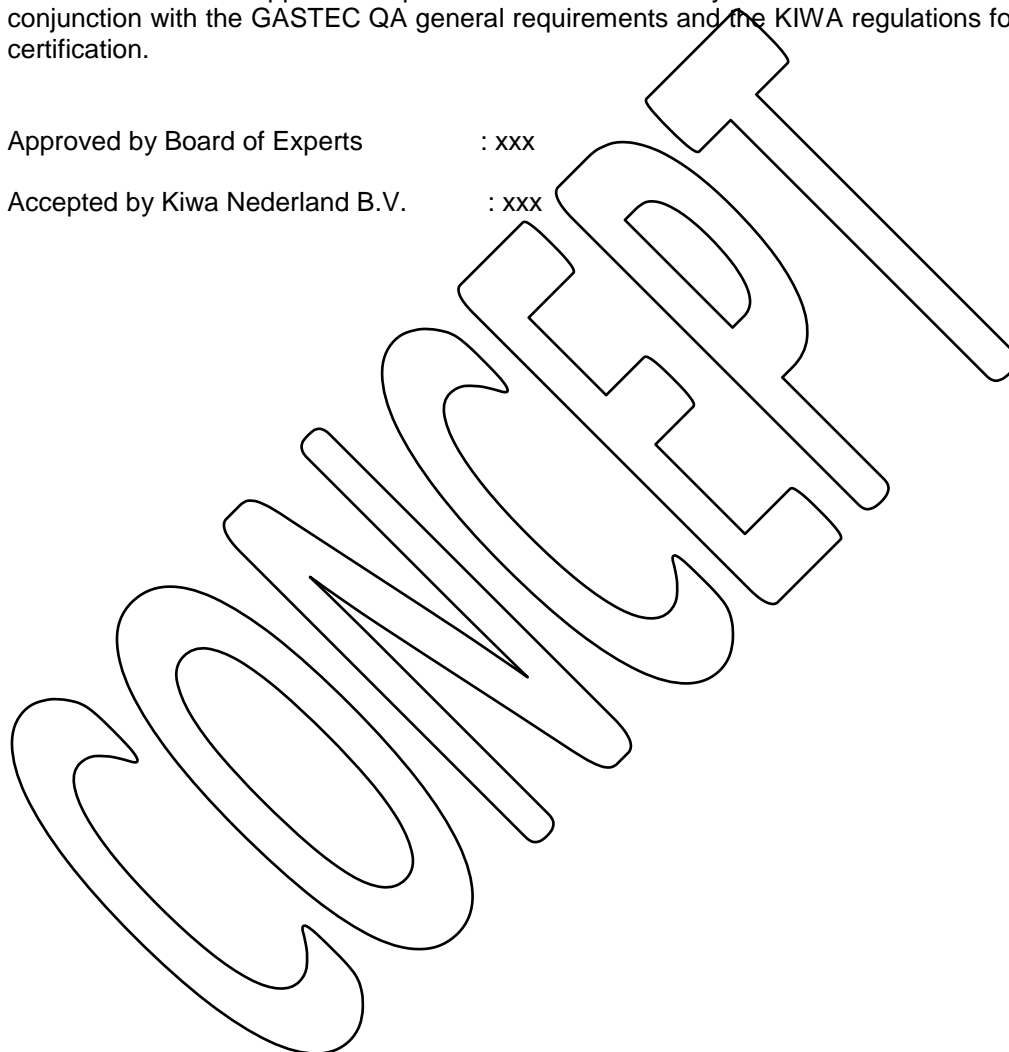 conjunction with the GASTEC QA general requirements and the KIWA regulations fo
certification.
Approved by Board of Experts : xxx
Accepted by Kiwa Nederland B.V. : xxx
CONCEPT